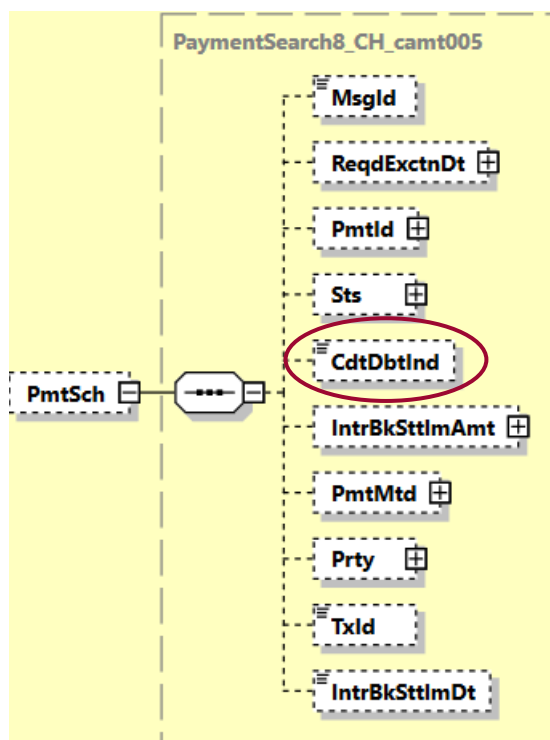 PaymentSearch8_CH_camt005
MsgId
ReqdExctnDt
PmtId
Sts
CdtDbtInd
PmtSch
IntrBkSttlmAmt
PmtMtd
Prty
TxId
IntrBkSttlmDt